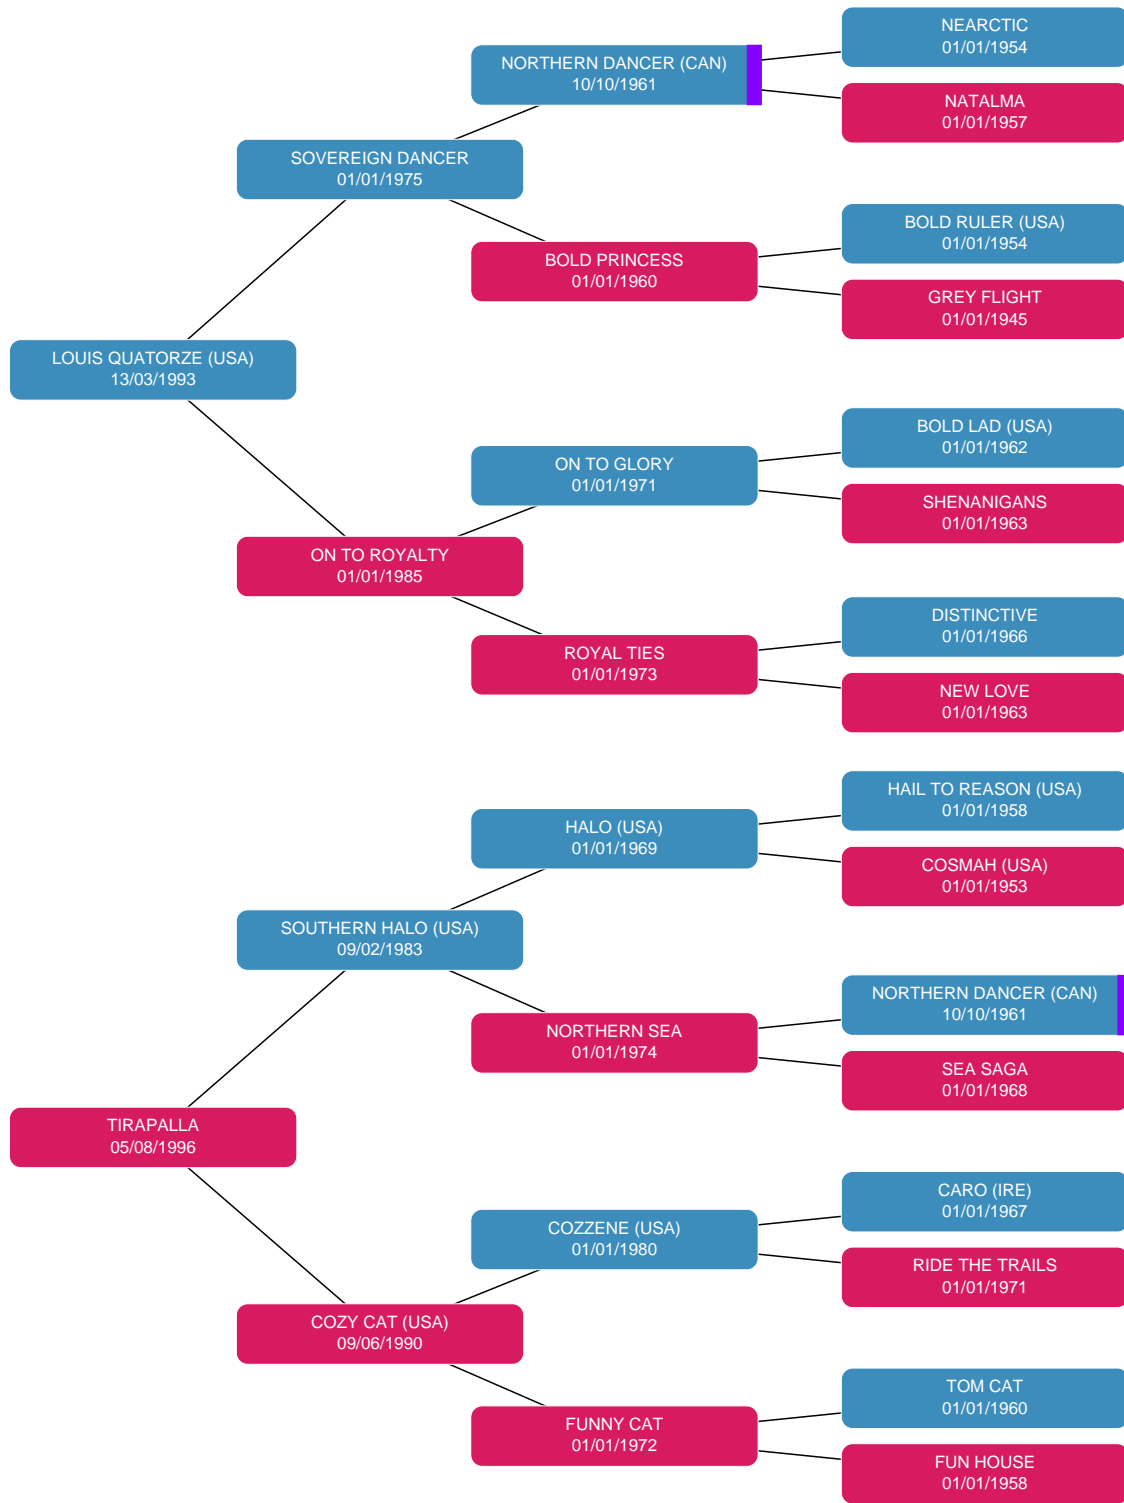 NEARCTIC
01/01/1954
NORTHERN DANCER (CAN)
10/10/1961
NATALMA
01/01/1957
SOVEREIGN DANCER
01/01/1975
BOLD RULER (USA)
01/01/1954
BOLD PRINCESS
01/01/1960
GREY FLIGHT
01/01/1945
LOUIS QUATORZE (USA)
13/03/1993
BOLD LAD (USA)
01/01/1962
ON TO GLORY
01/01/1971
SHENANIGANS
01/01/1963
ON TO ROYALTY
01/01/1985
DISTINCTIVE
01/01/1966
ROYAL TIES
01/01/1973
NEW LOVE
01/01/1963
HAIL TO REASON (USA)
01/01/1958
HALO (USA)
01/01/1969
COSMAH (USA)
01/01/1953
SOUTHERN HALO (USA)
09/02/1983
NORTHERN DANCER (CAN)
10/10/1961
NORTHERN SEA
01/01/1974
SEA SAGA
01/01/1968
TIRAPALLA
05/08/1996
CARO (IRE)
01/01/1967
COZZENE (USA)
01/01/1980
RIDE THE TRAILS
01/01/1971
COZY CAT (USA)
09/06/1990
TOM CAT
01/01/1960
FUNNY CAT
01/01/1972
FUN HOUSE
01/01/1958